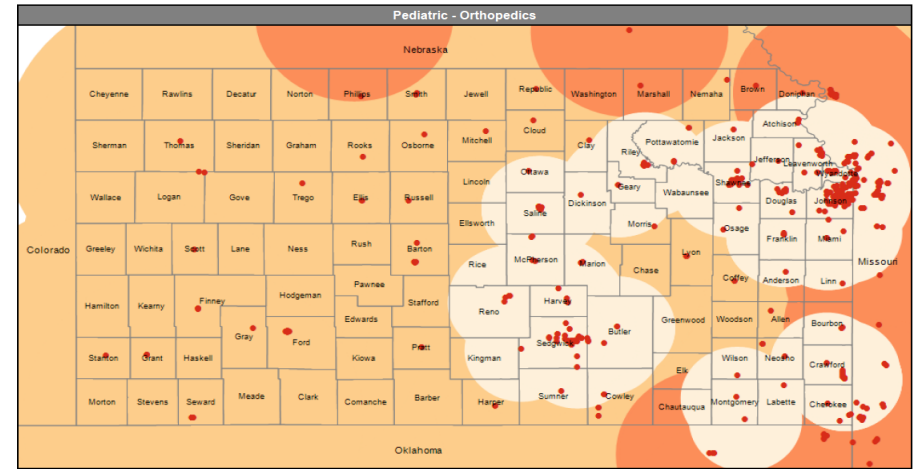 Pediatric - Orthopedics
Nebraska
Cheyenne Rawlins Decatur Norton Phillips Smith Jewell Republic Washington Marshall Nemaha Brown Doniphan
Atchison
Sherman Thomas Sheridan Graham Rooks Osborne Mitchell Cloud Clay Riley Pottawatomie Jackson
Jefferson Leavenworth
Wyandotte
Ottawa
Lincoln Geary Shawnee
Wallace Logan Gove Trego Ellis Russell Dickinson Wabaunsee Douglas Johnson
Saline
Ellsworth Morris Osage
Colorado Greeley Wichita Scott Lane Ness Rush Barton Franklin Miami
Rice McPherson Marion Lyon Missouri
Chase
Pawnee Coffey Anderson Linn
Hodgeman
Hamilton Kearny Finney Stafford Reno Harvey
Edwards Greenwood Woodson Allen Bourbon
Gray Ford Butler
Sedgwick
Stanton Grant Haskell Kiowa Pratt Kingman Wilson Neosho
Crawford
Elk
Morton Stevens Seward Meade Clark Comanche Barber Harper Sumner Cowley
Chautauqua Montgomery Labette Cherokee
Oklahoma